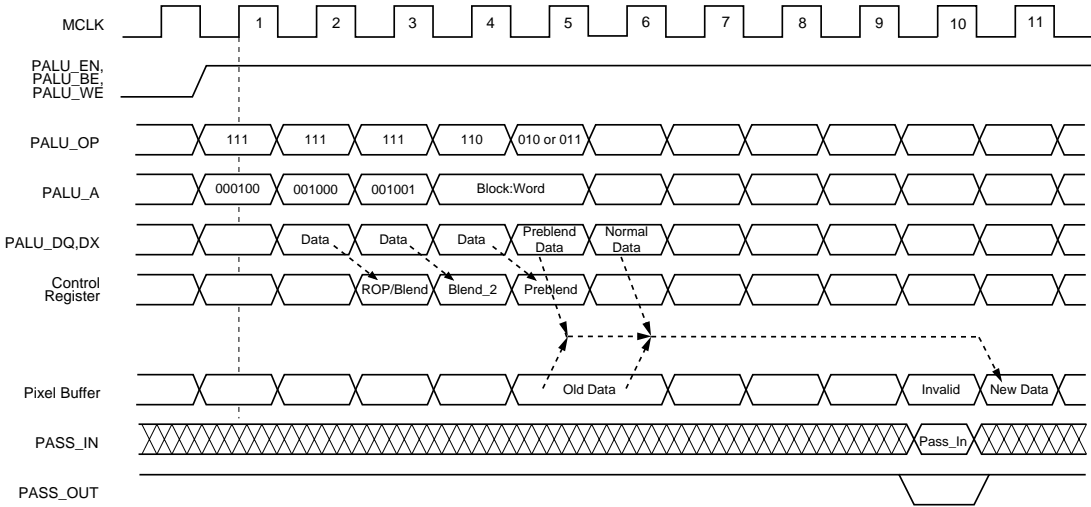 MCLK 1 2 3 4 5 6 7 8 9 10 11
PALU_EN,
PALU_BE,
PALU_WE
PALU_OP 111 111 111 110 010 or 011
PALU_A 000100 001000 001001 Block:Word
PALU_DQ,DX Data Data Data Preblend Data Normal Data
Control
Register
ROP/Blend Blend_2 Preblend
Pixel Buffer Old Data Invalid New Data
PASS_IN Pass_In
PASS_OUT